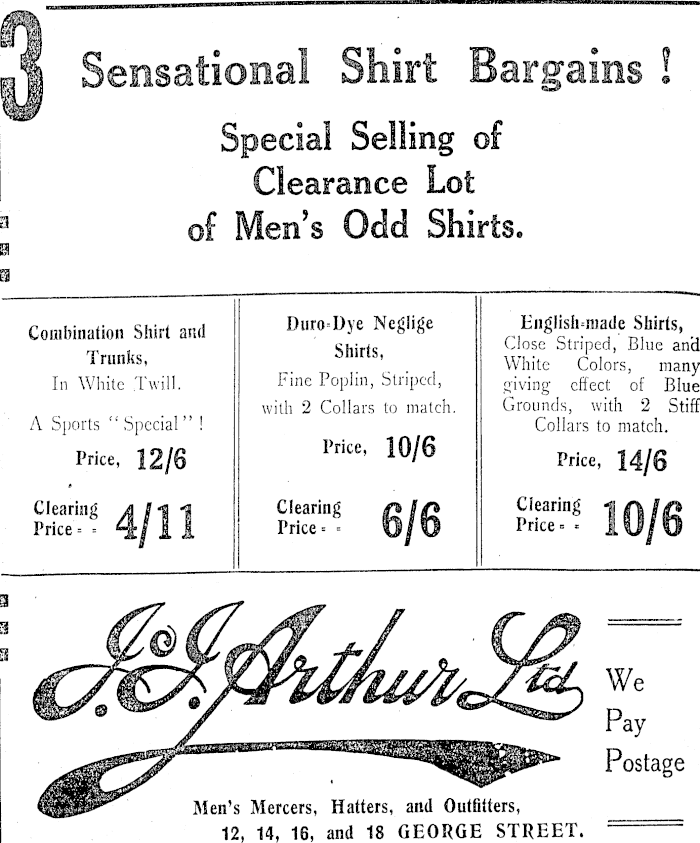 3 Sensational Shirt Bargains !
Special Selling of
Clearance Lot
of Men's Odd Shirts.
Combination Shirt and
Trunks,
In White Twill.
A Sports "Special" !
Price, 12/6
Clearing
Price - - 4/11
Duro-Dye Neglige
Shirts,
Fine Poplin, Striped,
with 2 Collars to match.
Price, 10/6
Clearing
Price - - 6/6
English-made Shirts,
Close Striped, Blue and
White Colors, many
giving effect of Blue
Grounds, with 2 Stiff
Collars to match.
Price, 14/6
Clearing
Price - - 10/6
J. J. Arthur Ltd
We
Pay
Postage
Men's Mercers, Hatters, and Outfitters,
12, 14, 16, and 18 GEORGE STREET.